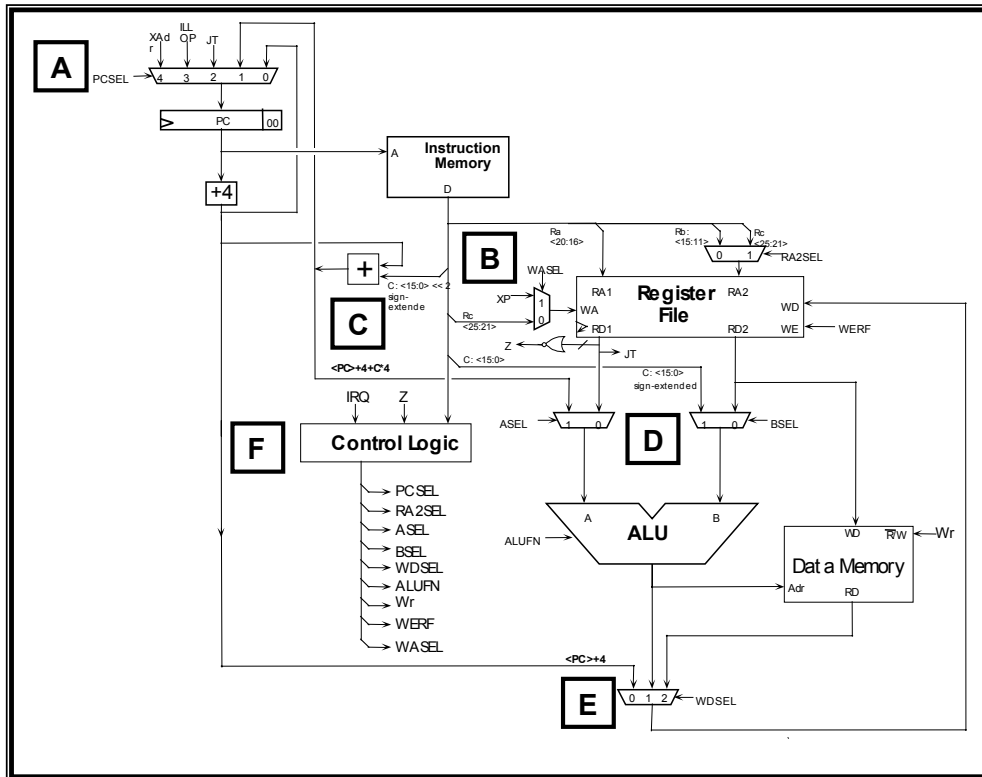 XAd
r
ILL
OP
JT
A
PCSEL
4 3 2 1 0
PC
00
A
Instruction
Memory
D
+4
Ra
<20:16>
Rb:
<15:11>
Rc
<25:21>
0 1
RA2SEL
B
WASEL
XP
1
0
Rc
<25:21>
+
C: <15:0> << 2
sign-
extende
C
RA1
Register
File
RA2
WA
WD
RD1
RD2
WE
WERF
Z
JT
C: <15:0>
sign-extended
<PC>+4+C*4
IRQ
Z
ASEL
1 0
D
1 0
BSEL
F
Control Logic
PCSEL
RA2SEL
ASEL
BSEL
WDSEL
ALUFN
Wr
WERF
WASEL
A
B
ALU
ALUFN
WD
R/W
Wr
Dat a Memory
Adr
RD
<PC>+4
E
0 1 2
WDSEL